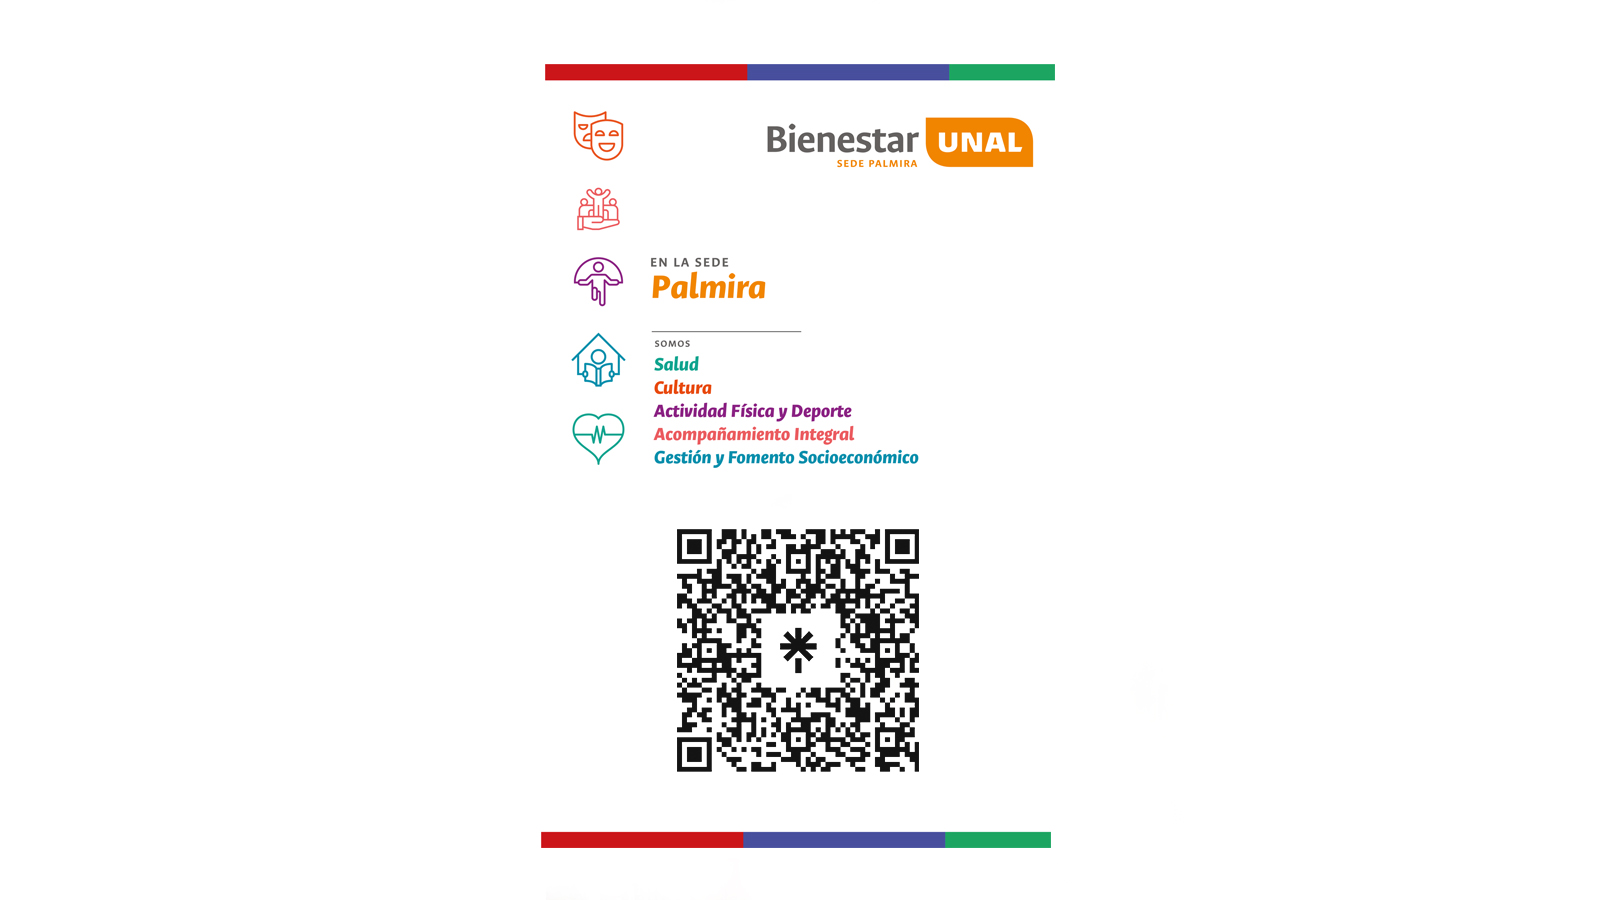 Bienestar UNAL
SEDE PALMIRA
EN LA SEDE
Palmira
SOMOS
Salud
Cultura
Actividad Física y Deporte
Acompañamiento Integral
Gestión y Fomento Socioeconómico